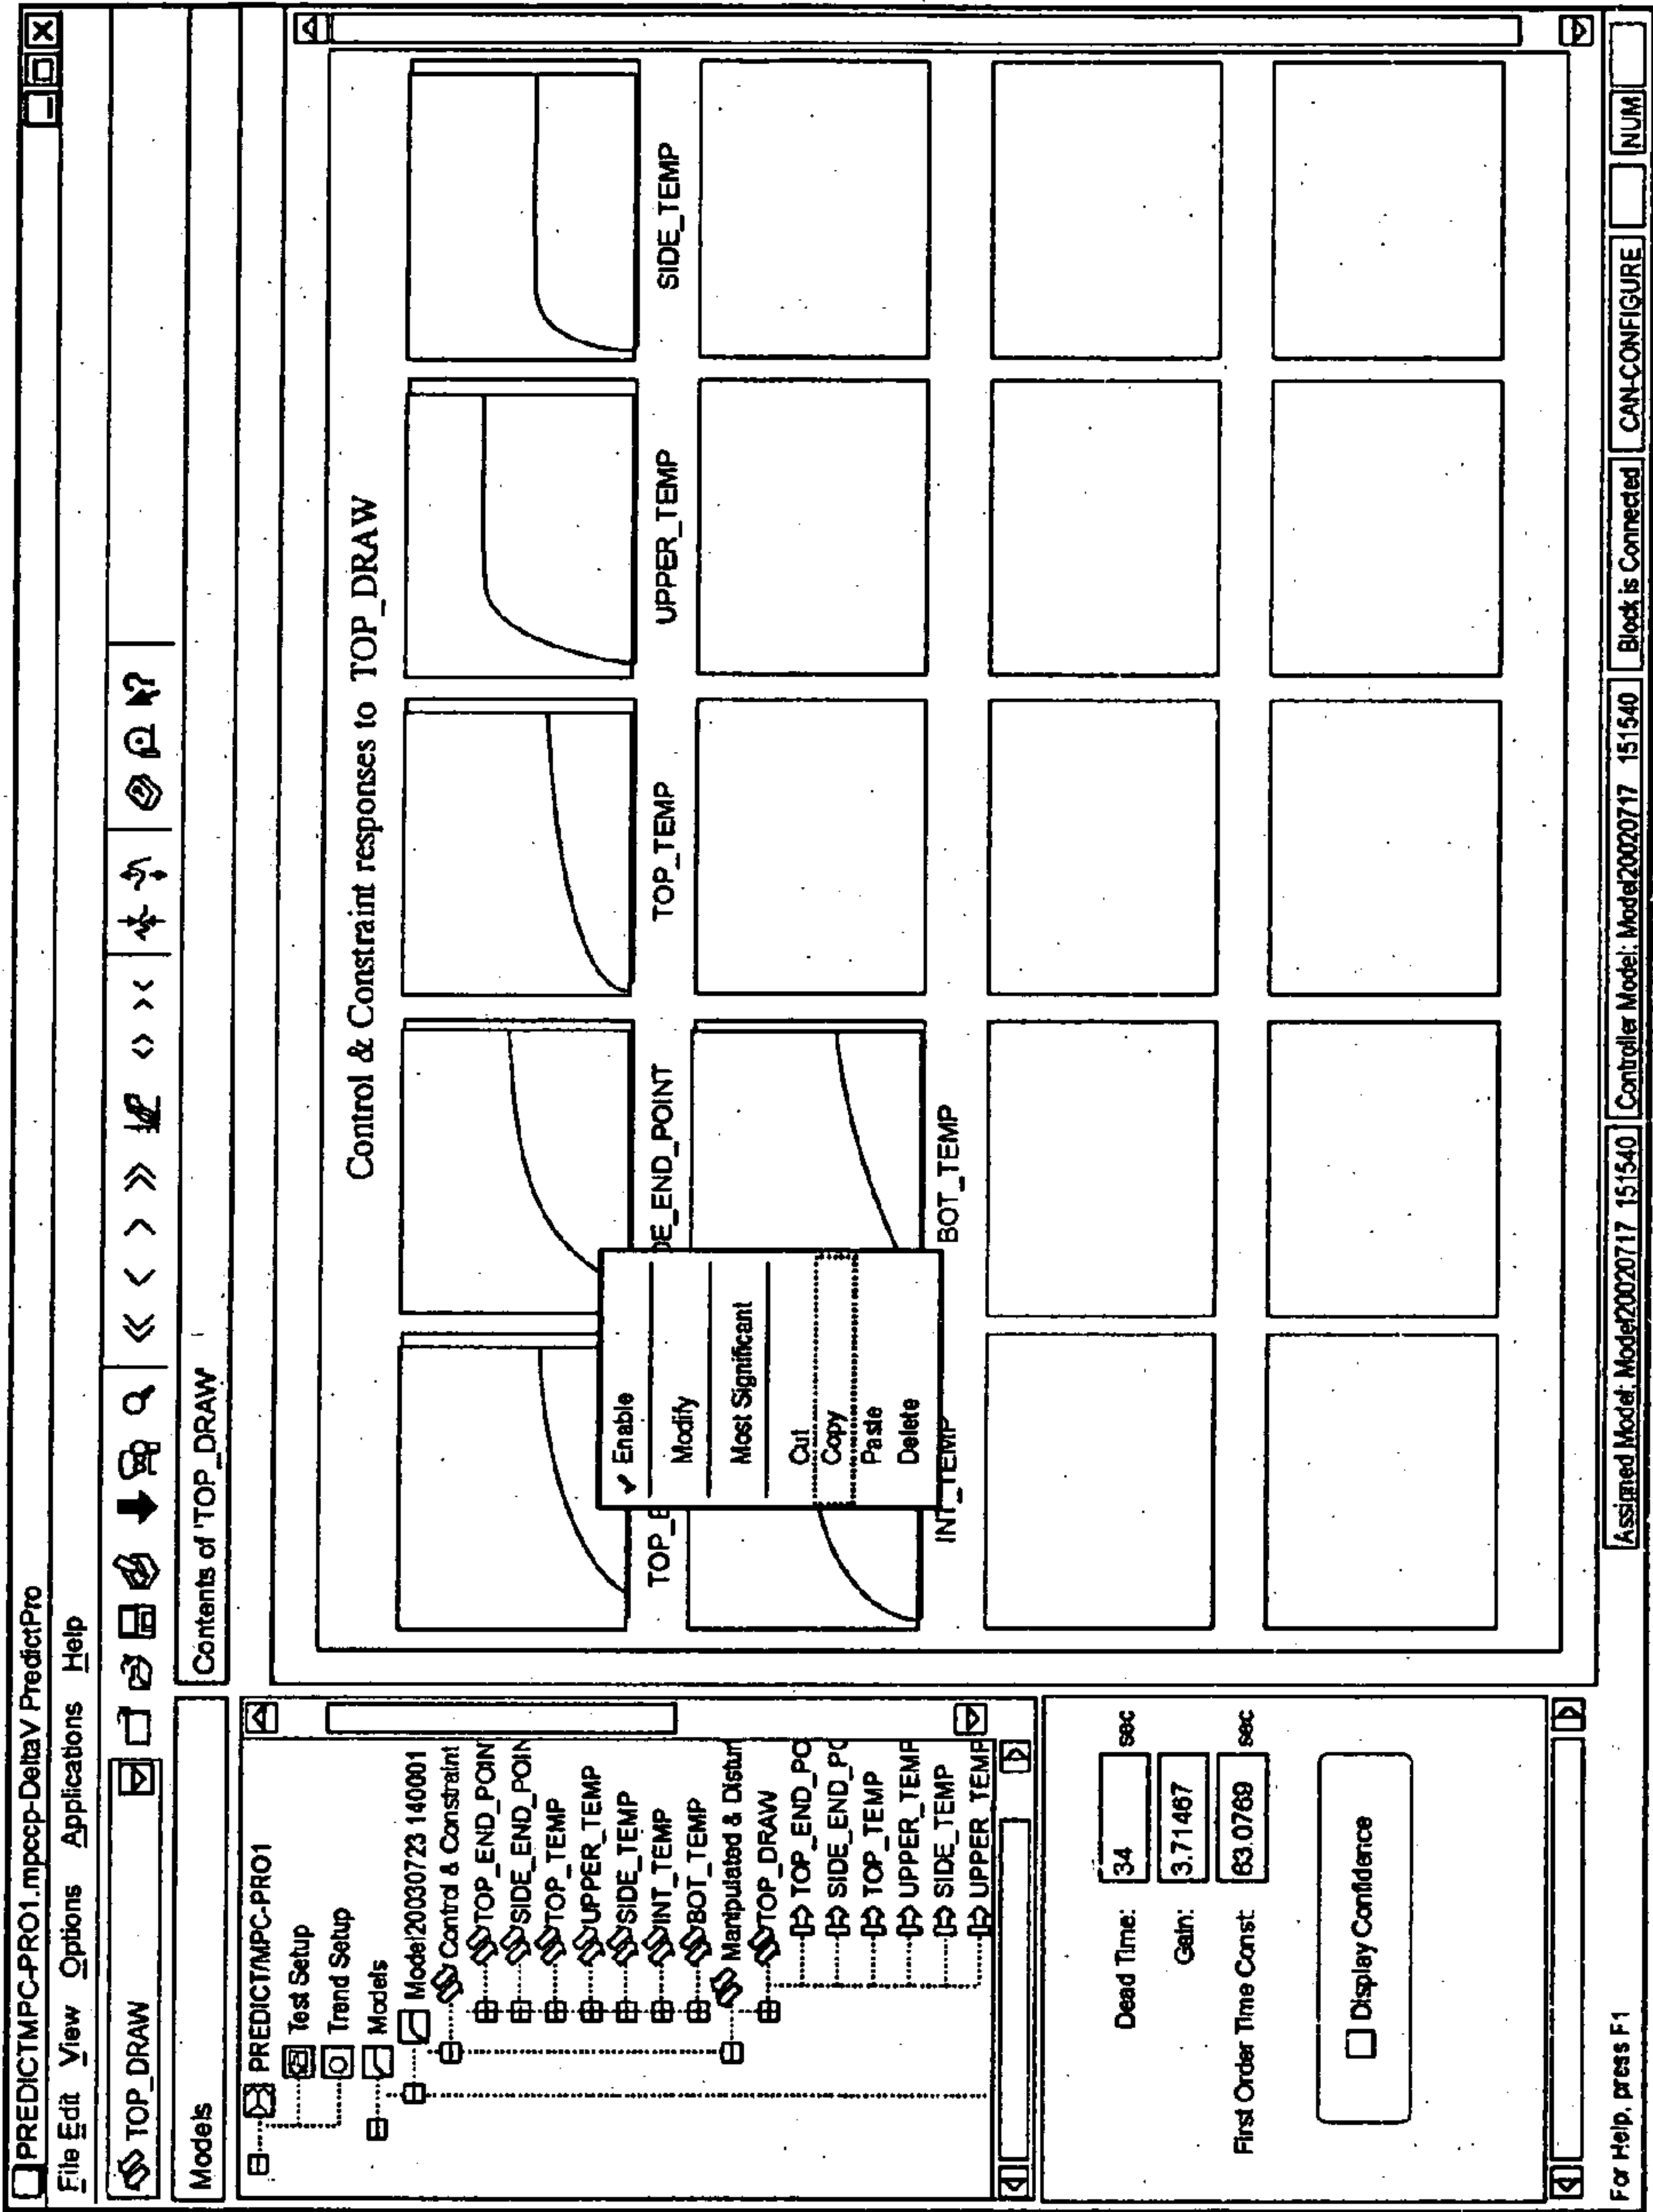 PREDICTMPC-PRO1.mpccp-DeltaV PredictPro
File Edit View Options Applications Help
TOP_DRAW
Models
Contents of 'TOP_DRAW
PREDICT/MPC-PRO1
Test Setup
Trend Setup
Models
Model20030723 140001
Control & Constraint
TOP_END_POIN
SIDE_END_POIN
TOP_TEMP
UPPER_TEMP
SIDE_TEMP
INT_TEMP
BOT_TEMP
Manipulated & Distur
TOP_DRAW
TOP_END_PO
SIDE_END_PO
TOP_TEMP
UPPER_TEMP
SIDE_TEMP
UPPER TEMP
Dead Time: 34 sec
Gain: 3.71467
First Order Time Const: 63.0769 sec
Display Confidence
Control & Constraint responses to TOP_DRAW
TOP_E
DE_END_POINT
TOP_TEMP
UPPER_TEMP
SIDE_TEMP
Enable
Modify
Most Significant
Cut
Copy
Paste
Delete
INT_TEMP
BOT_TEMP
For Help, press F1
Assigned Model: Model20020717 151540
Controller Model: Model20020717 151540
Block is Connected
CAN-CONFIGURE
NUM